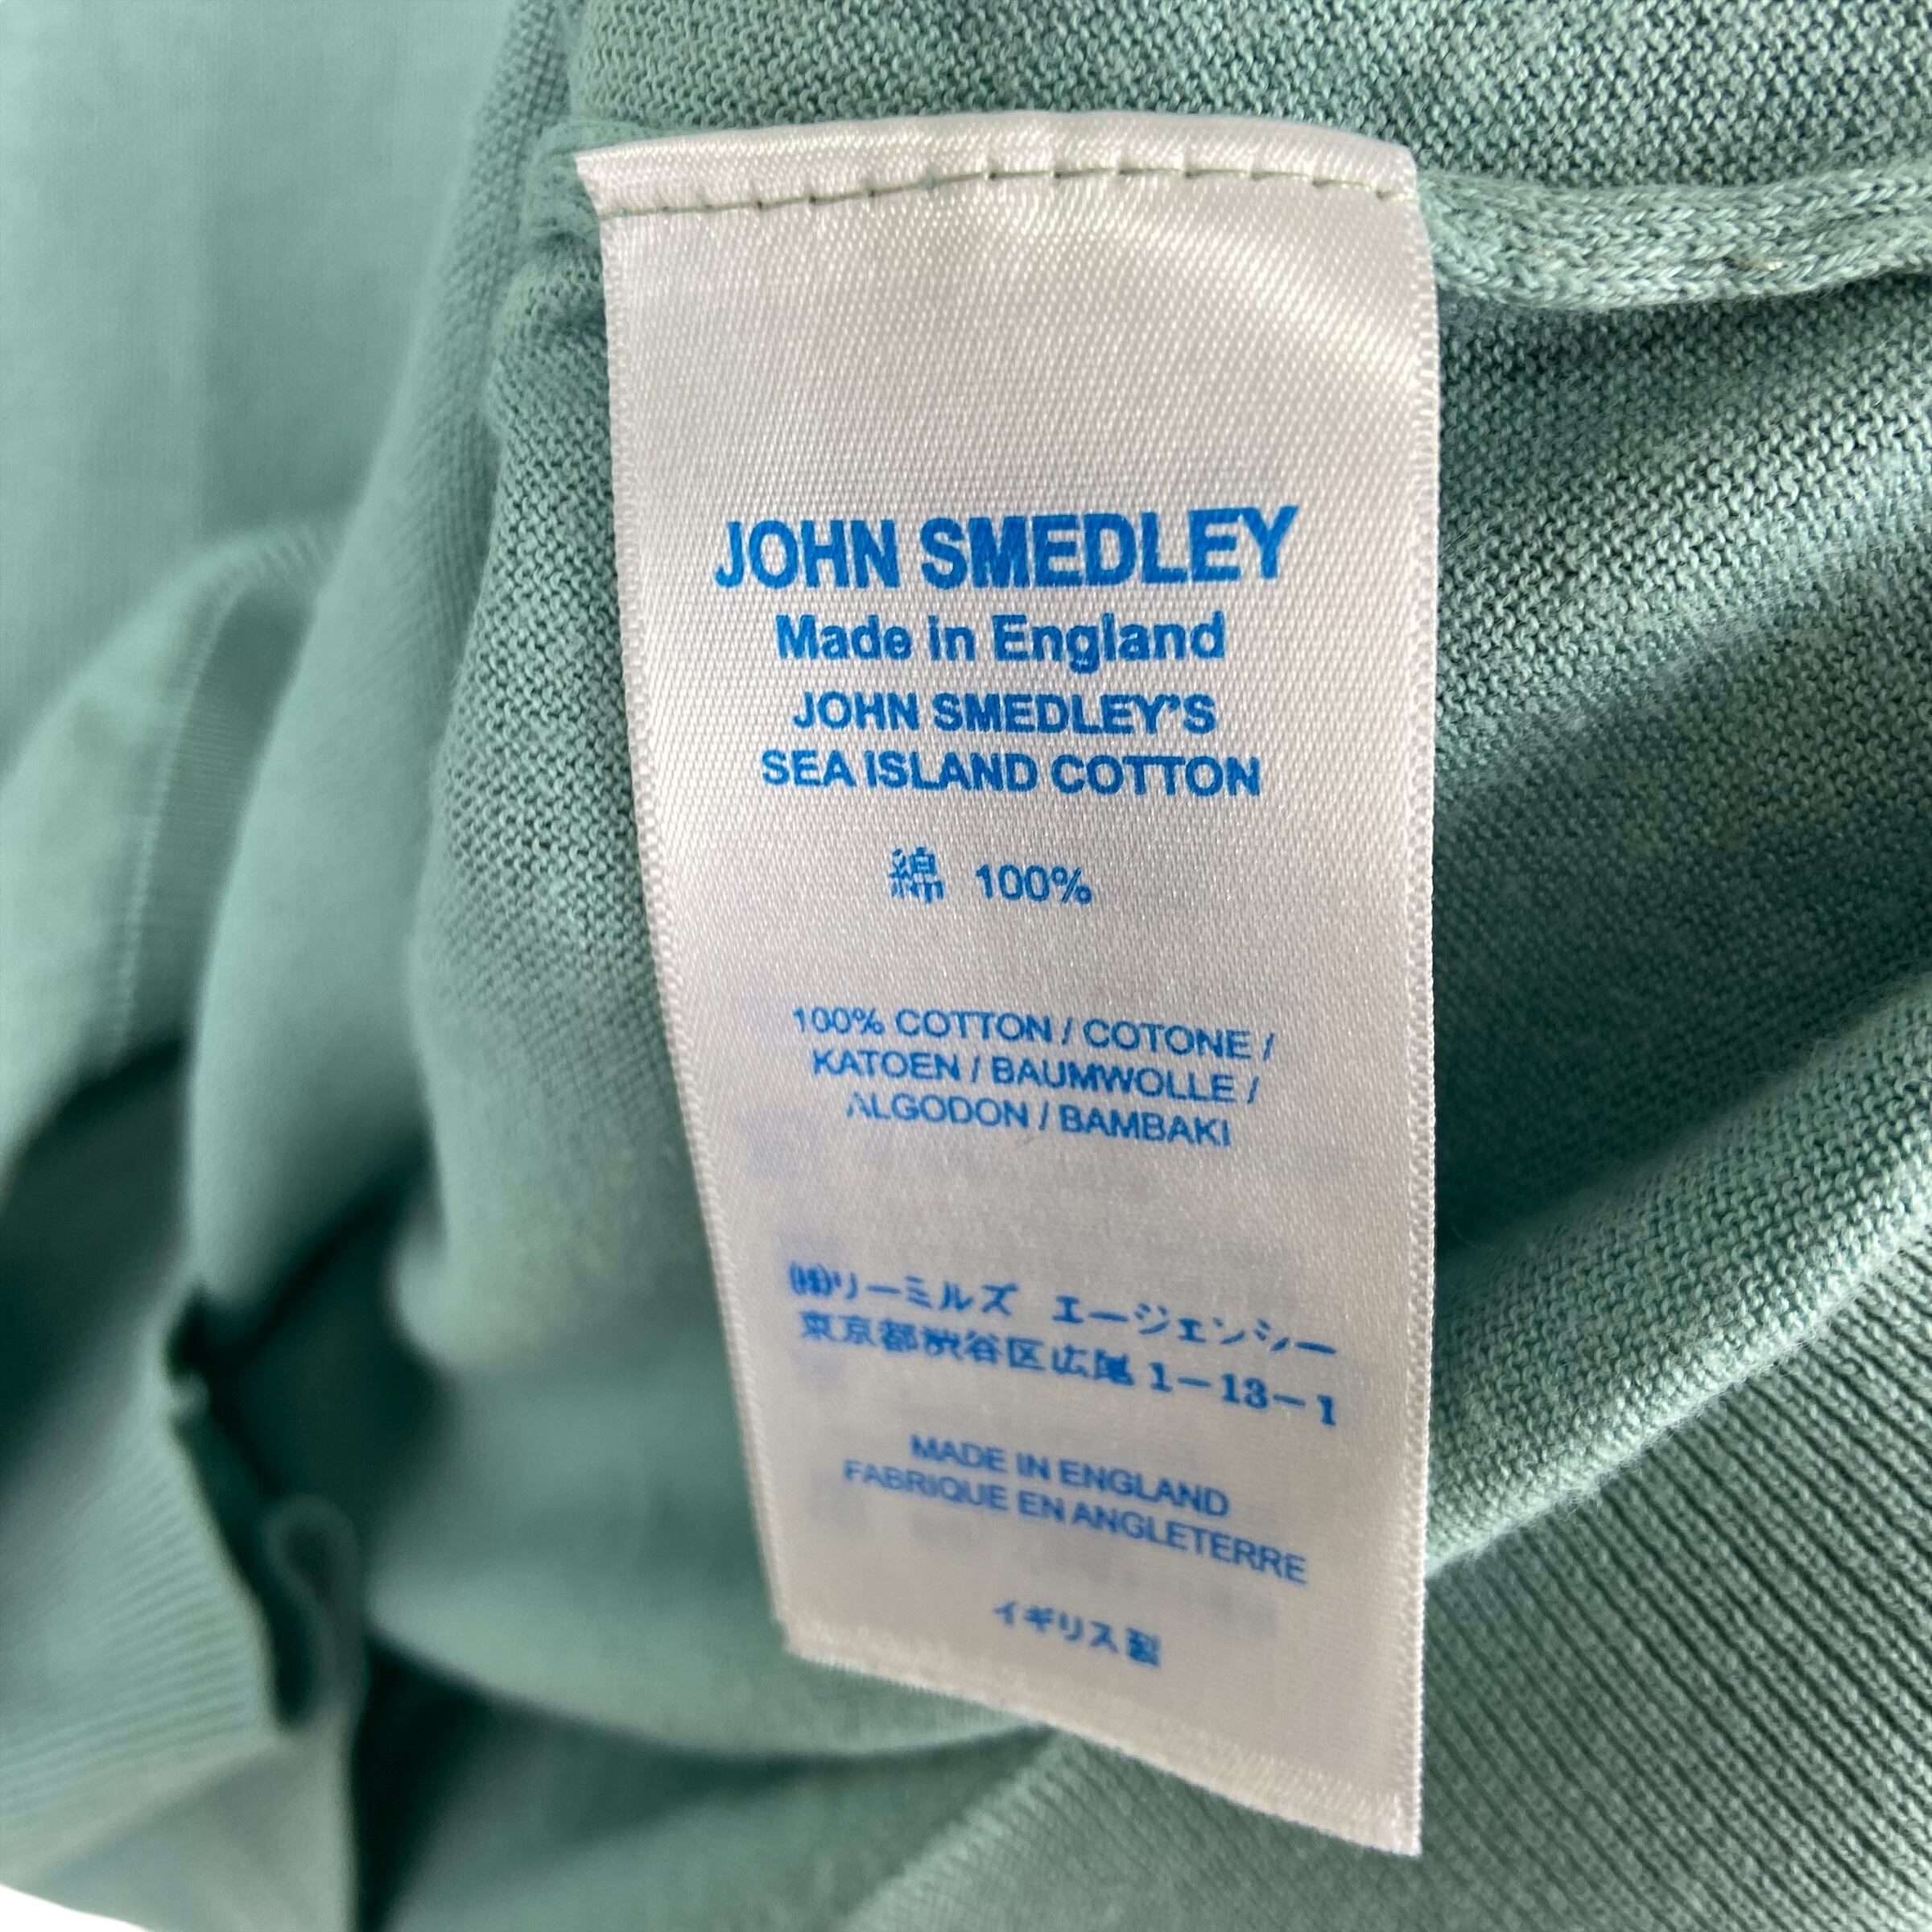 JOHN SMEDLEY
Made in England
JOHN SMEDLEY'S
SEA ISLAND COTTON
綿 100%
100% COTTON / COTONE /
KATOEN / BAUMWOLLE /
ALGODON / BAMBAKI
㈱リーミルズ エージェンシー
東京都渋谷区広尾 1-13-1
MADE IN ENGLAND
FABRIQUE EN ANGLETERRE
イギリス製